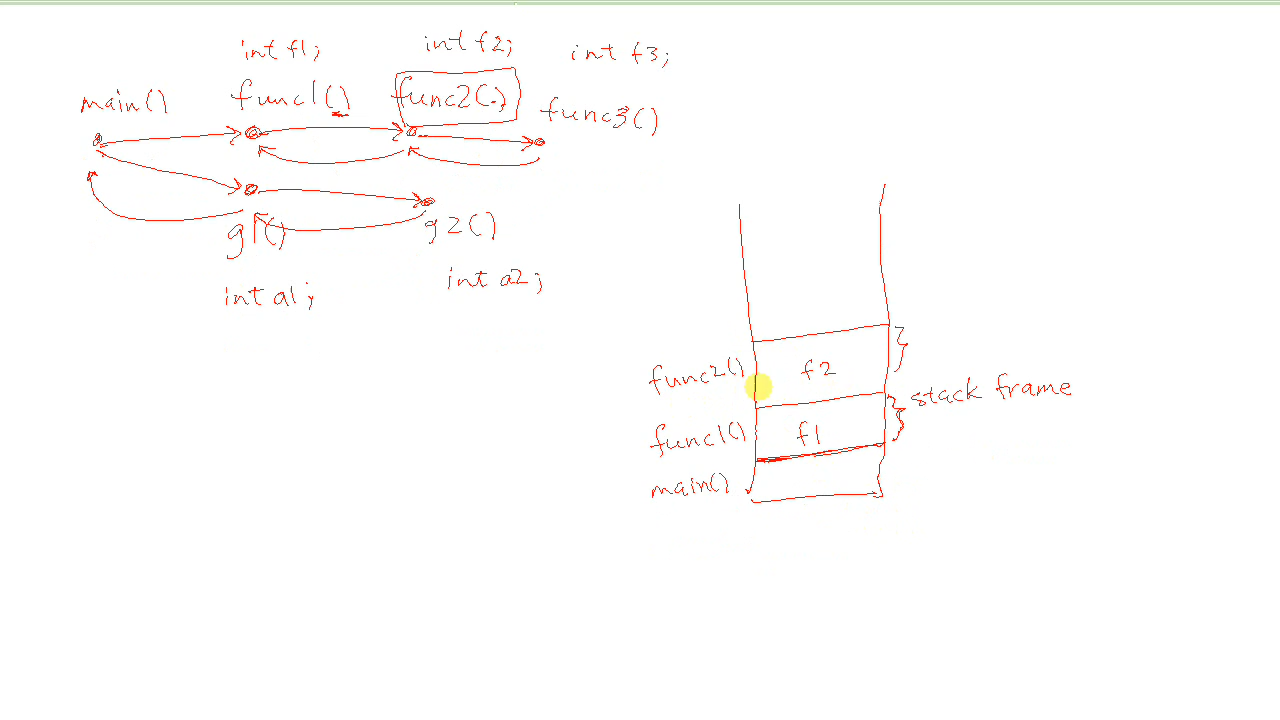 int f1;
int f2;
int f3;
main()
func1()
func2()
func3()
g1()
g2()
int a1;
int a2;
func2()
f2
stack frame
func1()
f1
main()